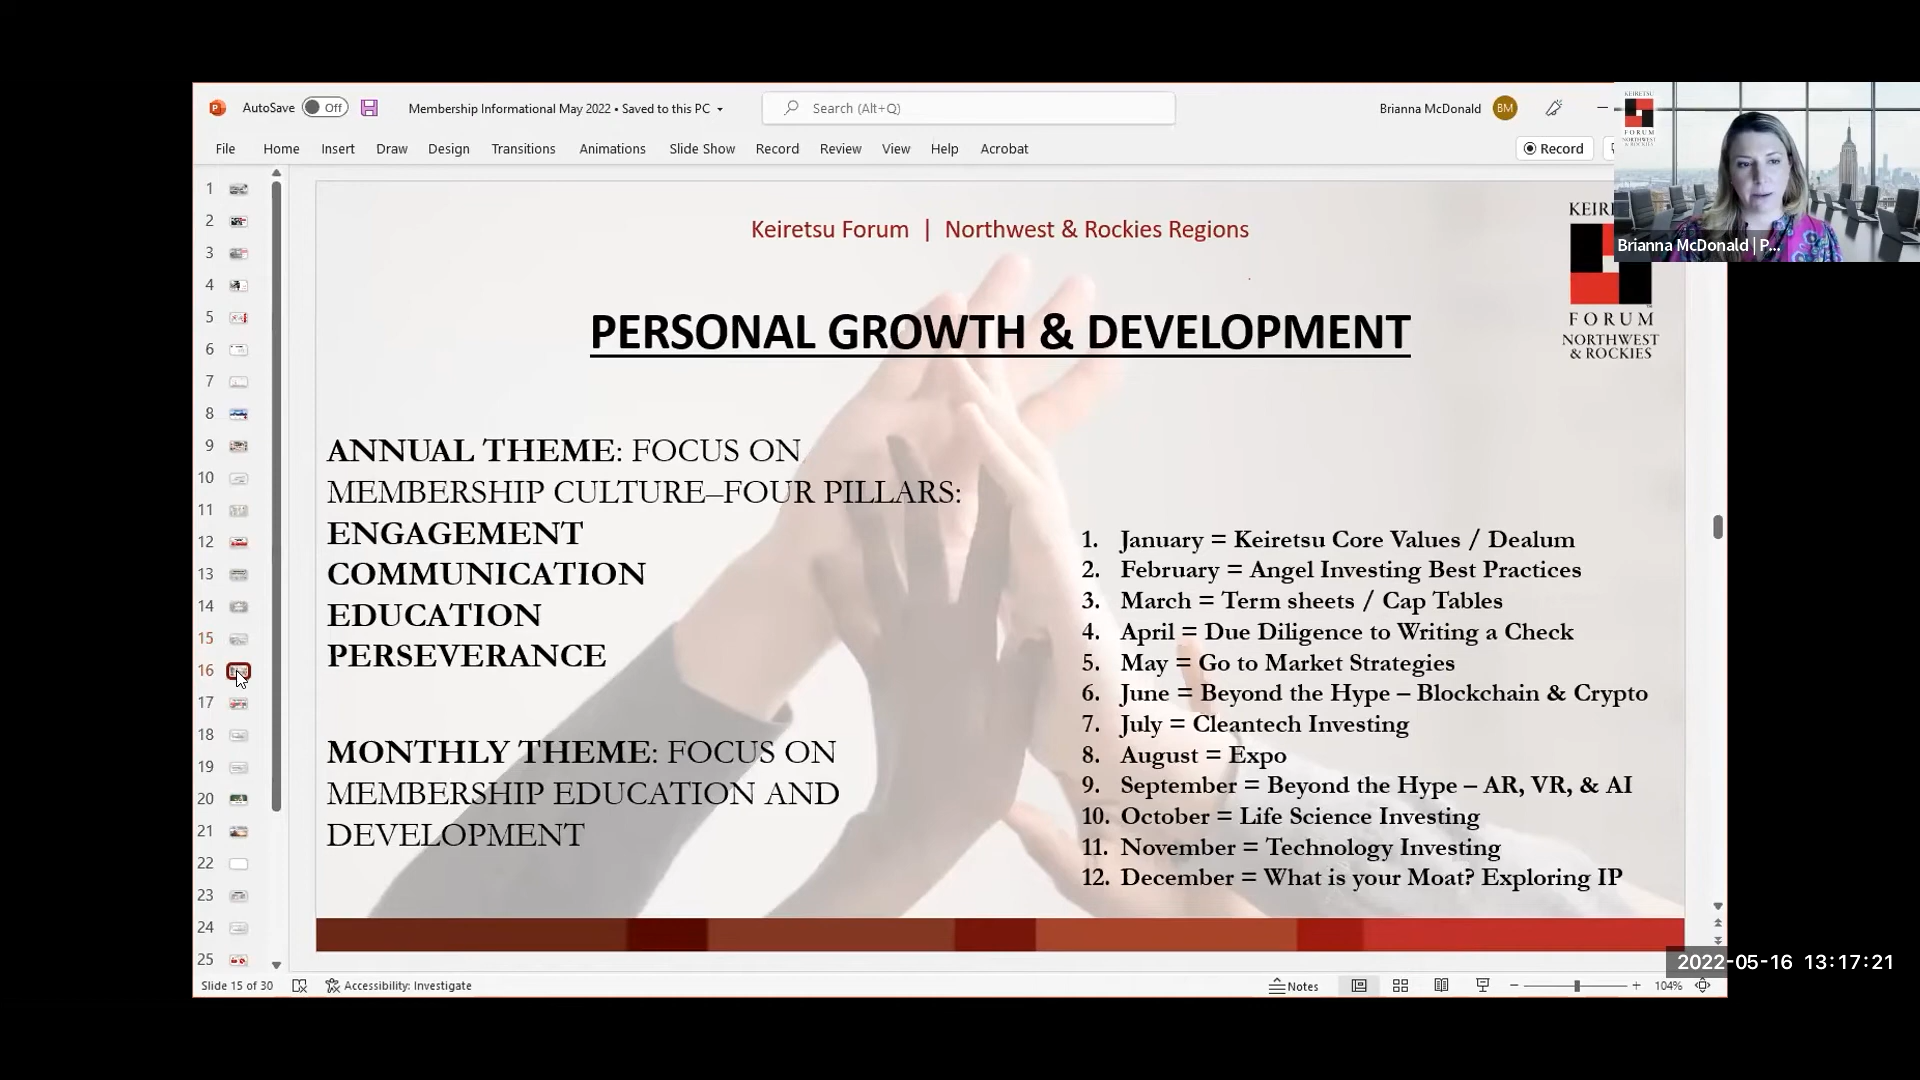 AutoSave Off Membership Informational May 2022 • Saved to this PC Search (Alt+Q) Brianna McDonald BM
File Home Insert Draw Design Transitions Animations Slide Show Record Review View Help Acrobat Record
KEIRETSU
FORUM
NORTHWEST
& ROCKIES
Brianna McDonald | P...
1
2
3
4
5
6
7
8
9
10
11
12
13
14
15
16
17
18
19
20
21
22
23
24
25
Keiretsu Forum | Northwest & Rockies Regions
KEIR
FORUM
NORTHWEST
& ROCKIES
PERSONAL GROWTH & DEVELOPMENT
ANNUAL THEME: FOCUS ON
MEMBERSHIP CULTURE–FOUR PILLARS:
ENGAGEMENT
COMMUNICATION
EDUCATION
PERSEVERANCE
MONTHLY THEME: FOCUS ON
MEMBERSHIP EDUCATION AND
DEVELOPMENT
1. January = Keiretsu Core Values / Dealum
2. February = Angel Investing Best Practices
3. March = Term sheets / Cap Tables
4. April = Due Diligence to Writing a Check
5. May = Go to Market Strategies
6. June = Beyond the Hype – Blockchain & Crypto
7. July = Cleantech Investing
8. August = Expo
9. September = Beyond the Hype – AR, VR, & AI
10. October = Life Science Investing
11. November = Technology Investing
12. December = What is your Moat? Exploring IP
2022-05-16 13:17:21
Slide 15 of 30 Accessibility: Investigate Notes 104%